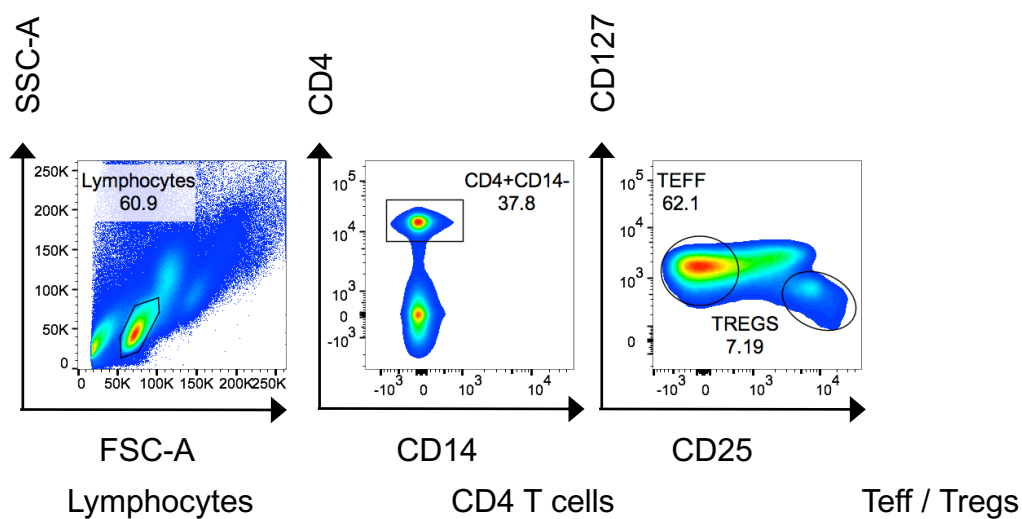 SSC-A
250K
200K
150K
100K
50K
0
Lymphocytes
60.9
0 50K 100K 150K 200K 250K
FSC-A
Lymphocytes
CD4
10^5
10^4
10^3
0
-10^3
CD4+CD14-
37.8
-10^3 0 10^3 10^4
CD14
CD4 T cells
CD127
10^5
10^4
10^3
0
TEFF
62.1
TREGS
7.19
-10^3 0 10^3 10^4
CD25
Teff / Tregs